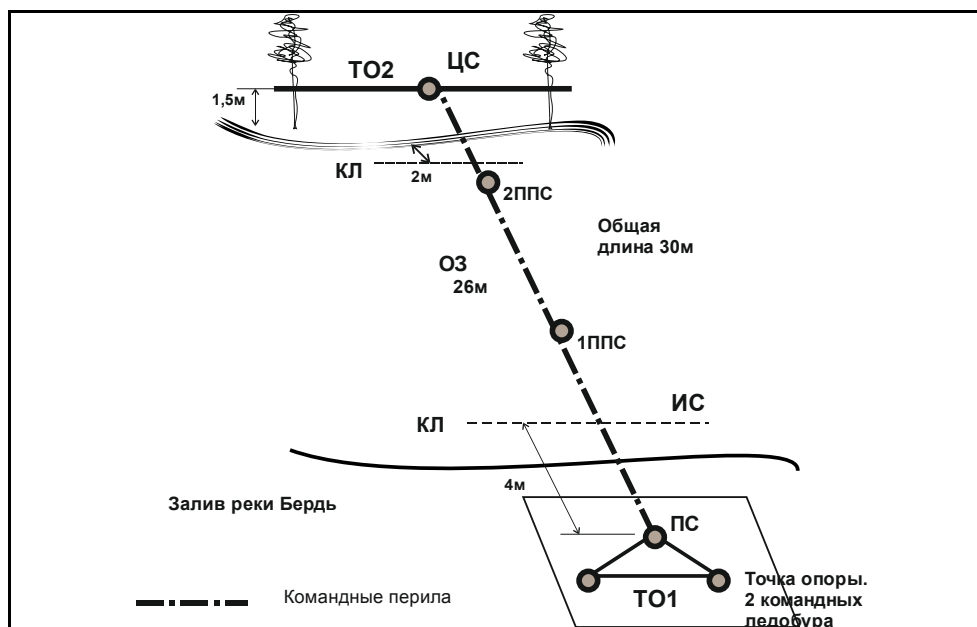 ТО2
ЦС
1,5м
КЛ
2м
2ППС
Общая
длина 30м
ОЗ
26м
1ППС
ИС
КЛ
4м
Залив реки Бердь
ПС
Точка опоры.
ТО1
2 командных
ледобура
Командные перила